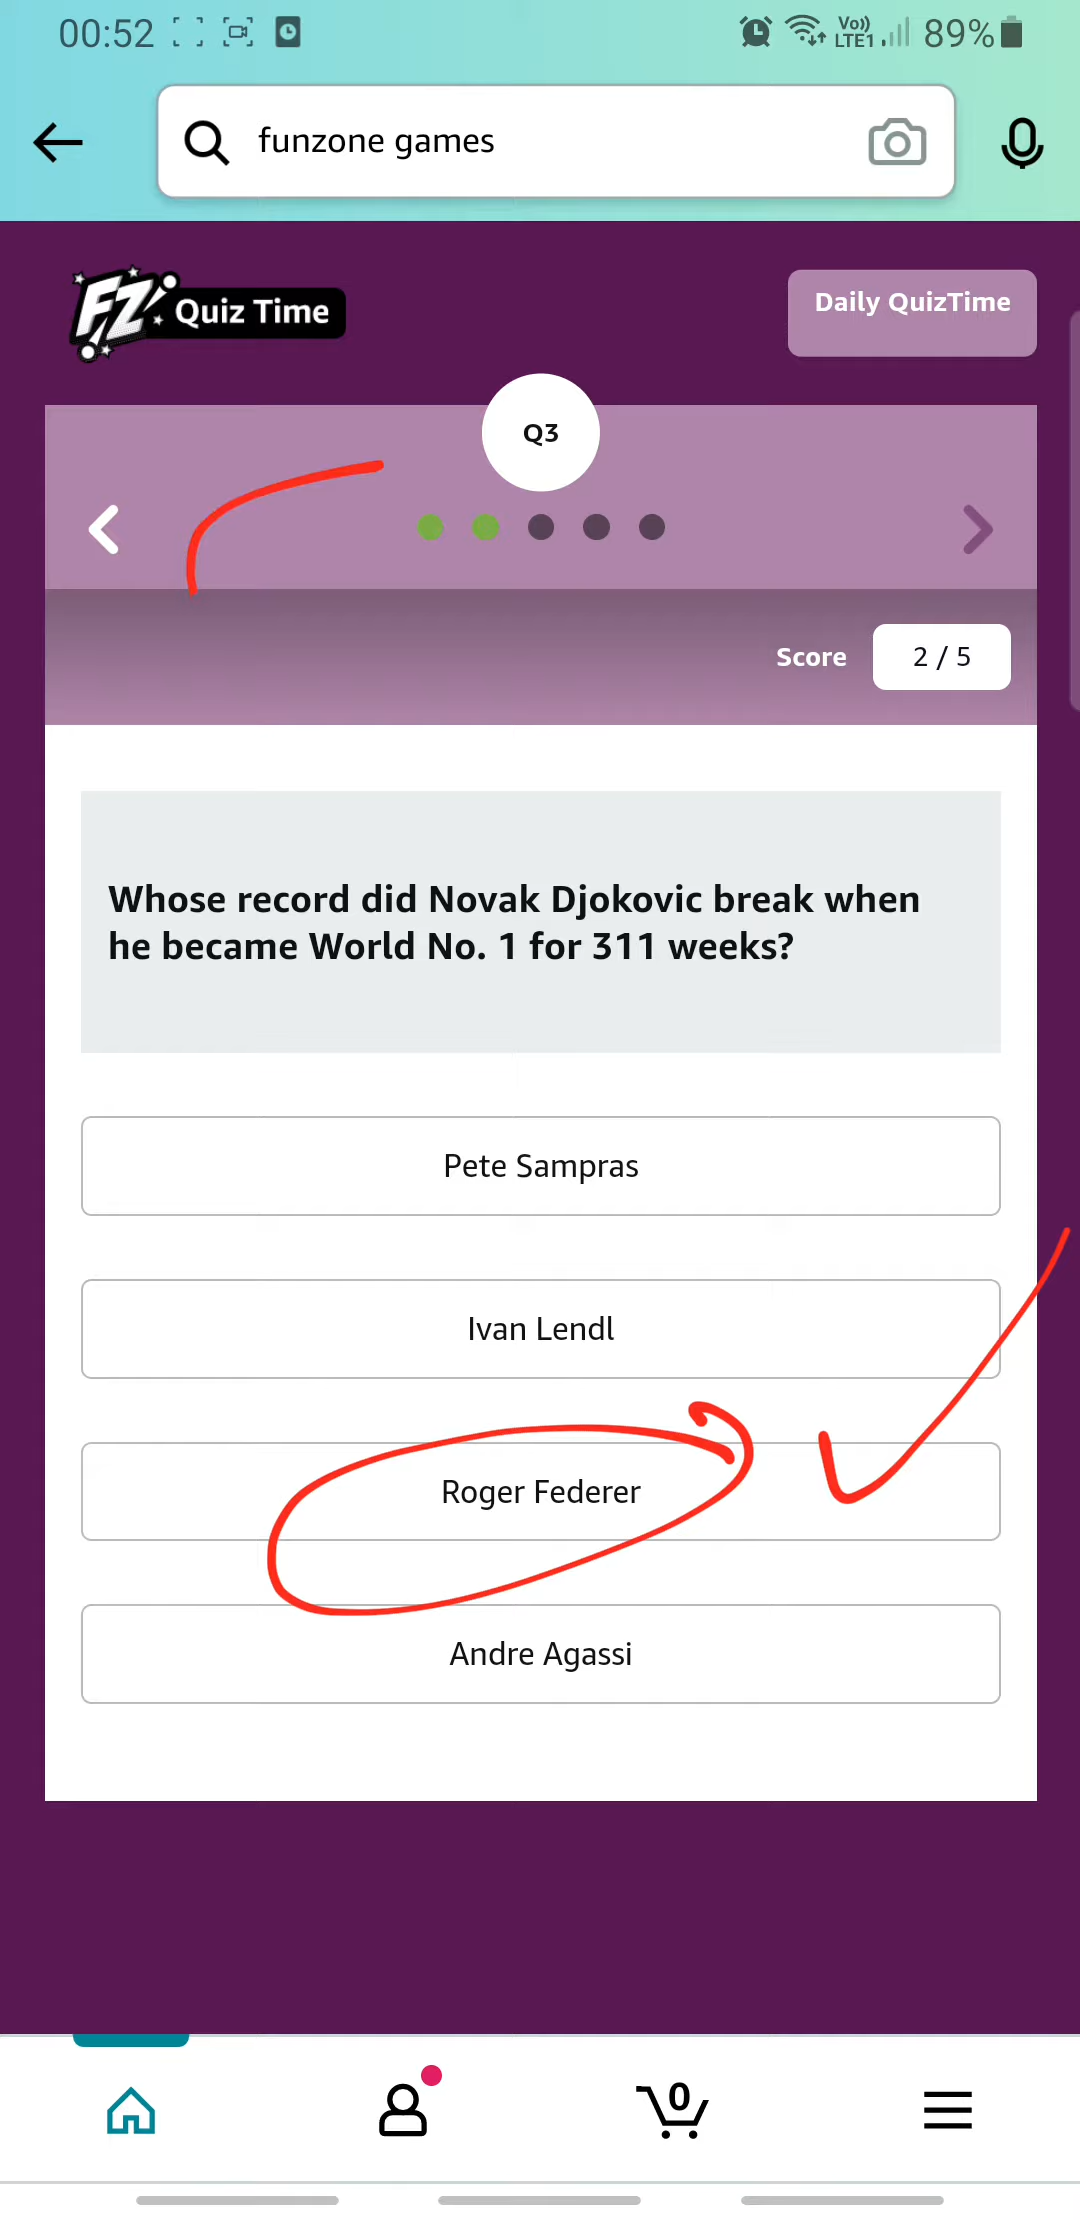 00:52
Vo))
LTE1
89%
funzone games
FZ Quiz Time
Daily QuizTime
Q3
Score 2 / 5
Whose record did Novak Djokovic break when
he became World No. 1 for 311 weeks?
Pete Sampras
Ivan Lendl
Roger Federer
Andre Agassi
0